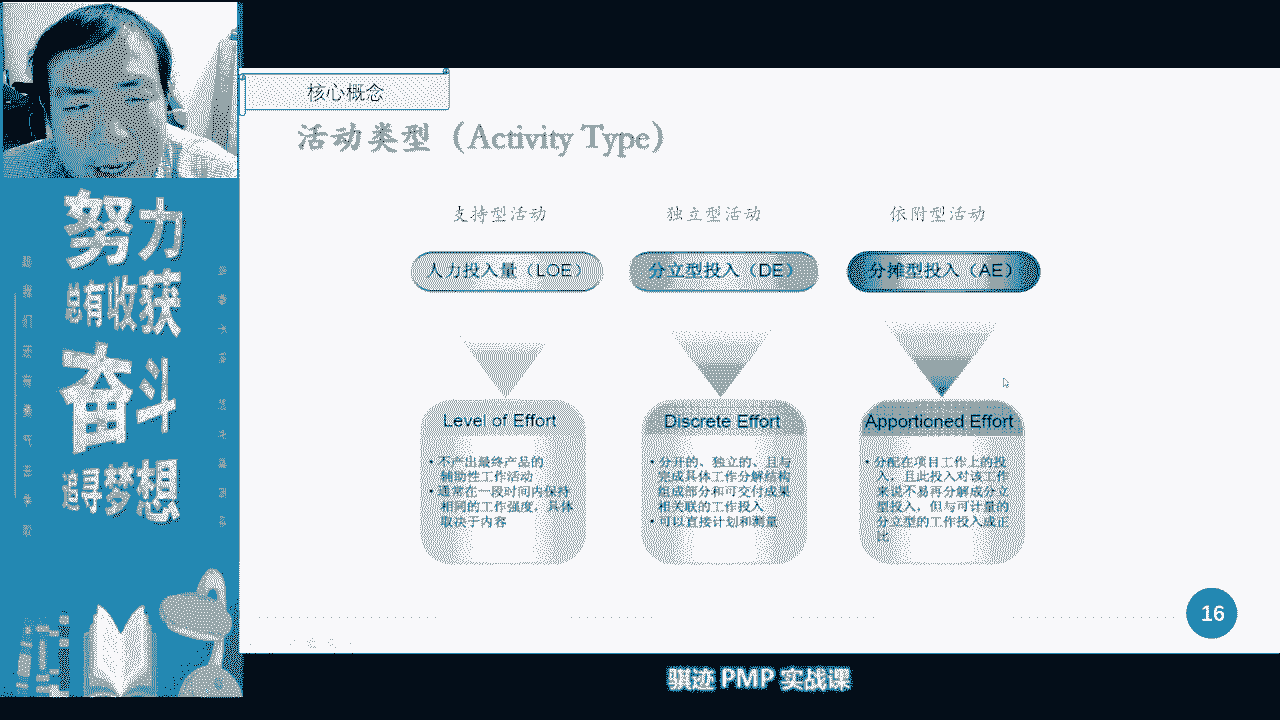 核心概念
活动类型（Activity Type）
支持型活动
独立型活动
依附型活动
人力投入量（LOE）
分立型投入（DE）
分摊型投入（AE）
Level of Effort
• 不产出最终产品的
辅助性工作活动
• 通常在一段时间内保持
相同的工作强度，具体
取决于内容
Discrete Effort
• 分开的、独立的、且与
完成具体工作分解结构
组成部分和可交付成果
相关联的工作投入
• 可以直接计划和测量
Apportioned Effort
• 分配在项目工作上的投
入，且此投入对该工作
来说不易再分解成分立
型投入，但与可计量的
分立型的工作投入成正
比
努力
总有收获
奋斗
追寻梦想
16
骐迹 PMP 实战课